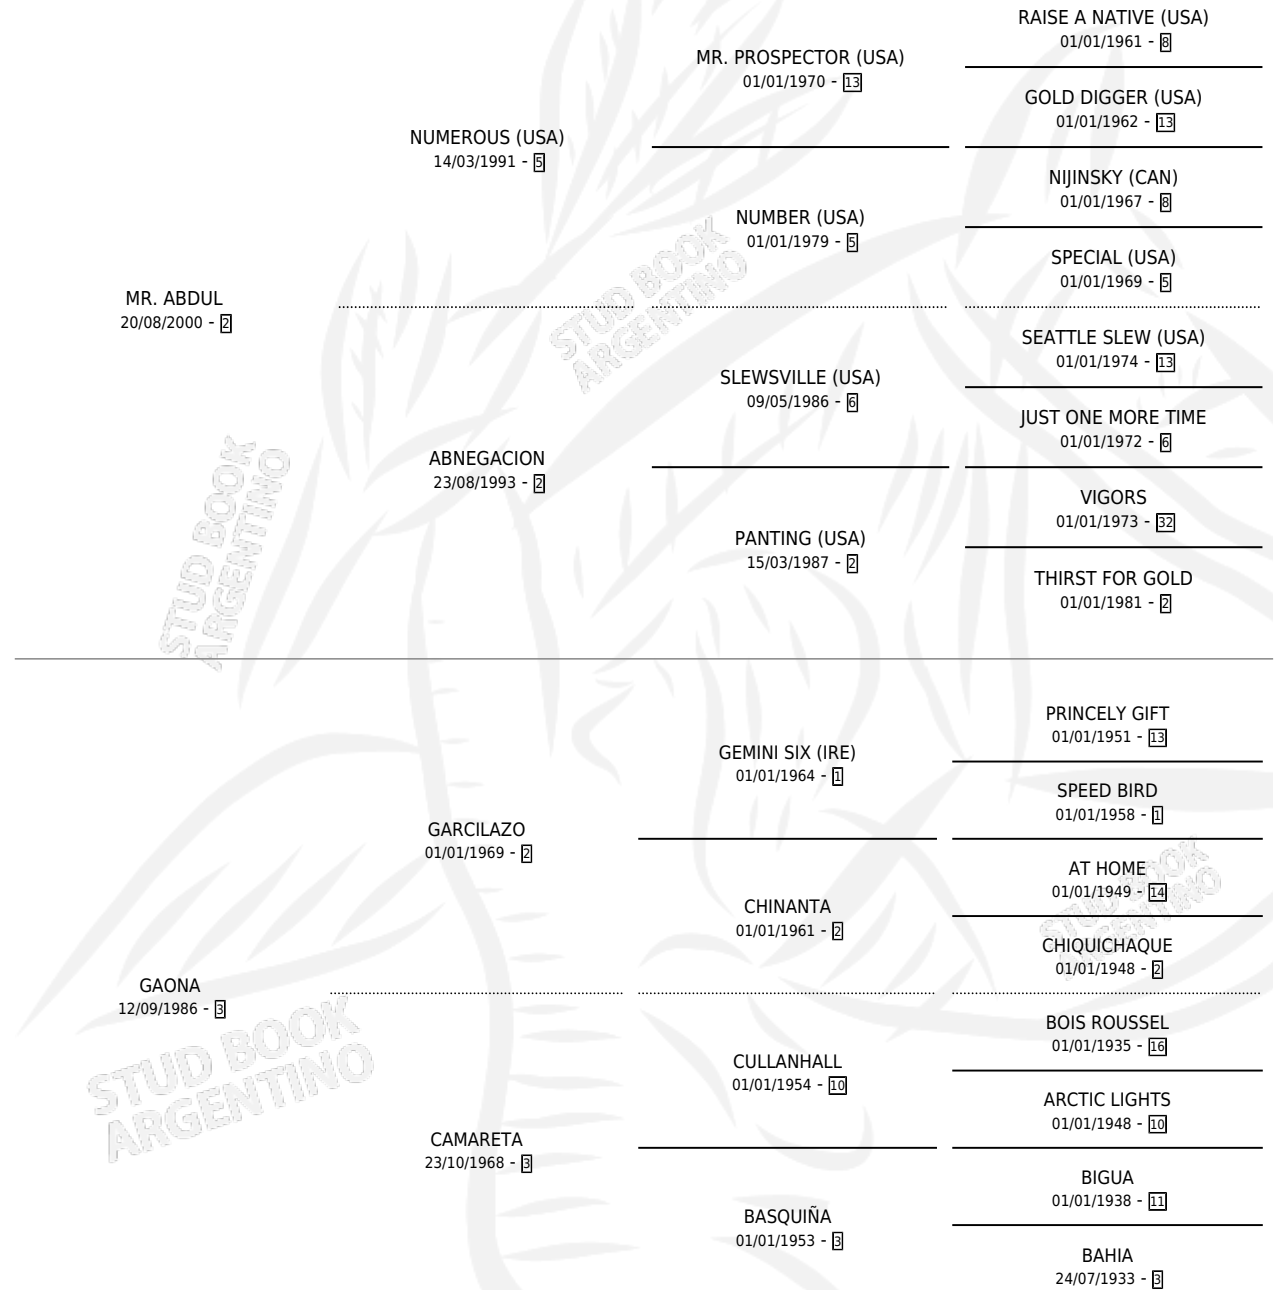 RAISE A NATIVE (USA)
01/01/1961 - 8
MR. PROSPECTOR (USA)
01/01/1970 - 13
GOLD DIGGER (USA)
01/01/1962 - 13
NUMEROUS (USA)
14/03/1991 - 5
NIJINSKY (CAN)
01/01/1967 - 8
NUMBER (USA)
01/01/1979 - 5
SPECIAL (USA)
01/01/1969 - 5
MR. ABDUL
20/08/2000 - 2
STUD BOOK
ARGENTINO
SEATTLE SLEW (USA)
01/01/1974 - 13
SLEWSVILLE (USA)
09/05/1986 - 6
JUST ONE MORE TIME
01/01/1972 - 6
ABNEGACION
23/08/1993 - 2
VIGORS
01/01/1973 - 32
PANTING (USA)
15/03/1987 - 2
THIRST FOR GOLD
01/01/1981 - 2
STUD BOOK
ARGENTINO
PRINCELY GIFT
01/01/1951 - 13
GEMINI SIX (IRE)
01/01/1964 - 1
SPEED BIRD
01/01/1958 - 1
GARCILAZO
01/01/1969 - 2
AT HOME
01/01/1949 - 14
CHINANTA
01/01/1961 - 2
STUD BOOK
ARGENTINO
CHIQUICHAQUE
01/01/1948 - 2
GAONA
12/09/1986 - 3
STUD BOOK
ARGENTINO
BOIS ROUSSEL
01/01/1935 - 16
CULLANHALL
01/01/1954 - 10
ARCTIC LIGHTS
01/01/1948 - 10
CAMARETA
23/10/1968 - 3
BIGUA
01/01/1938 - 11
BASQUIÑA
01/01/1953 - 3
BAHIA
24/07/1933 - 3